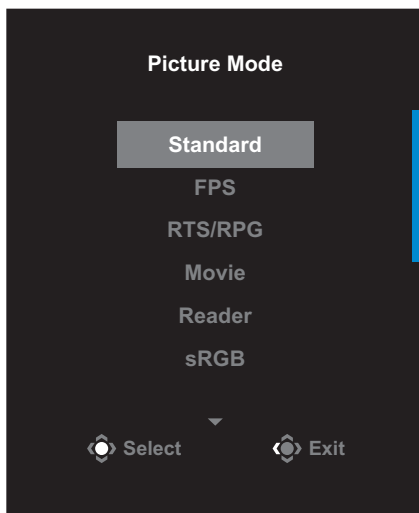 Picture Mode
Standard
FPS
RTS/RPG
Movie
Reader
sRGB
Select Exit